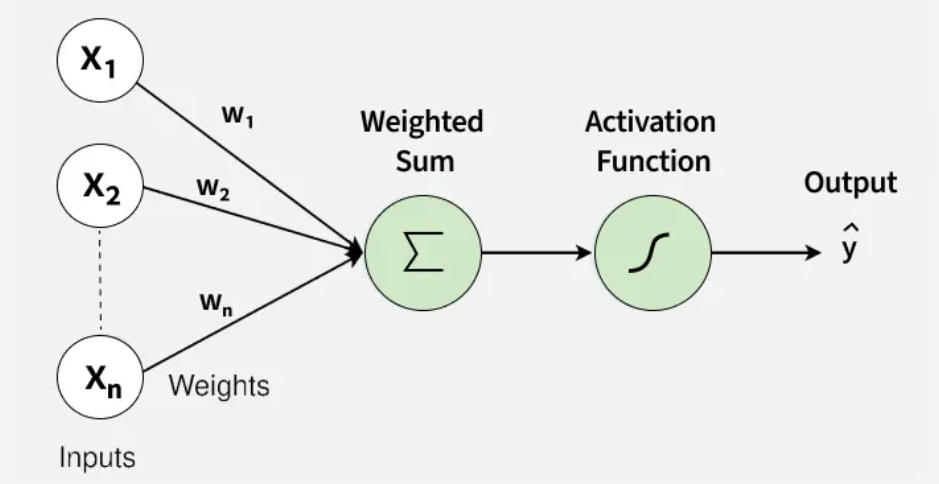 X₁
w₁
Weighted
Sum
Activation
Function
X₂
w₂
Output
∑
∫
ŷ
wₙ
Xₙ
Weights
Inputs